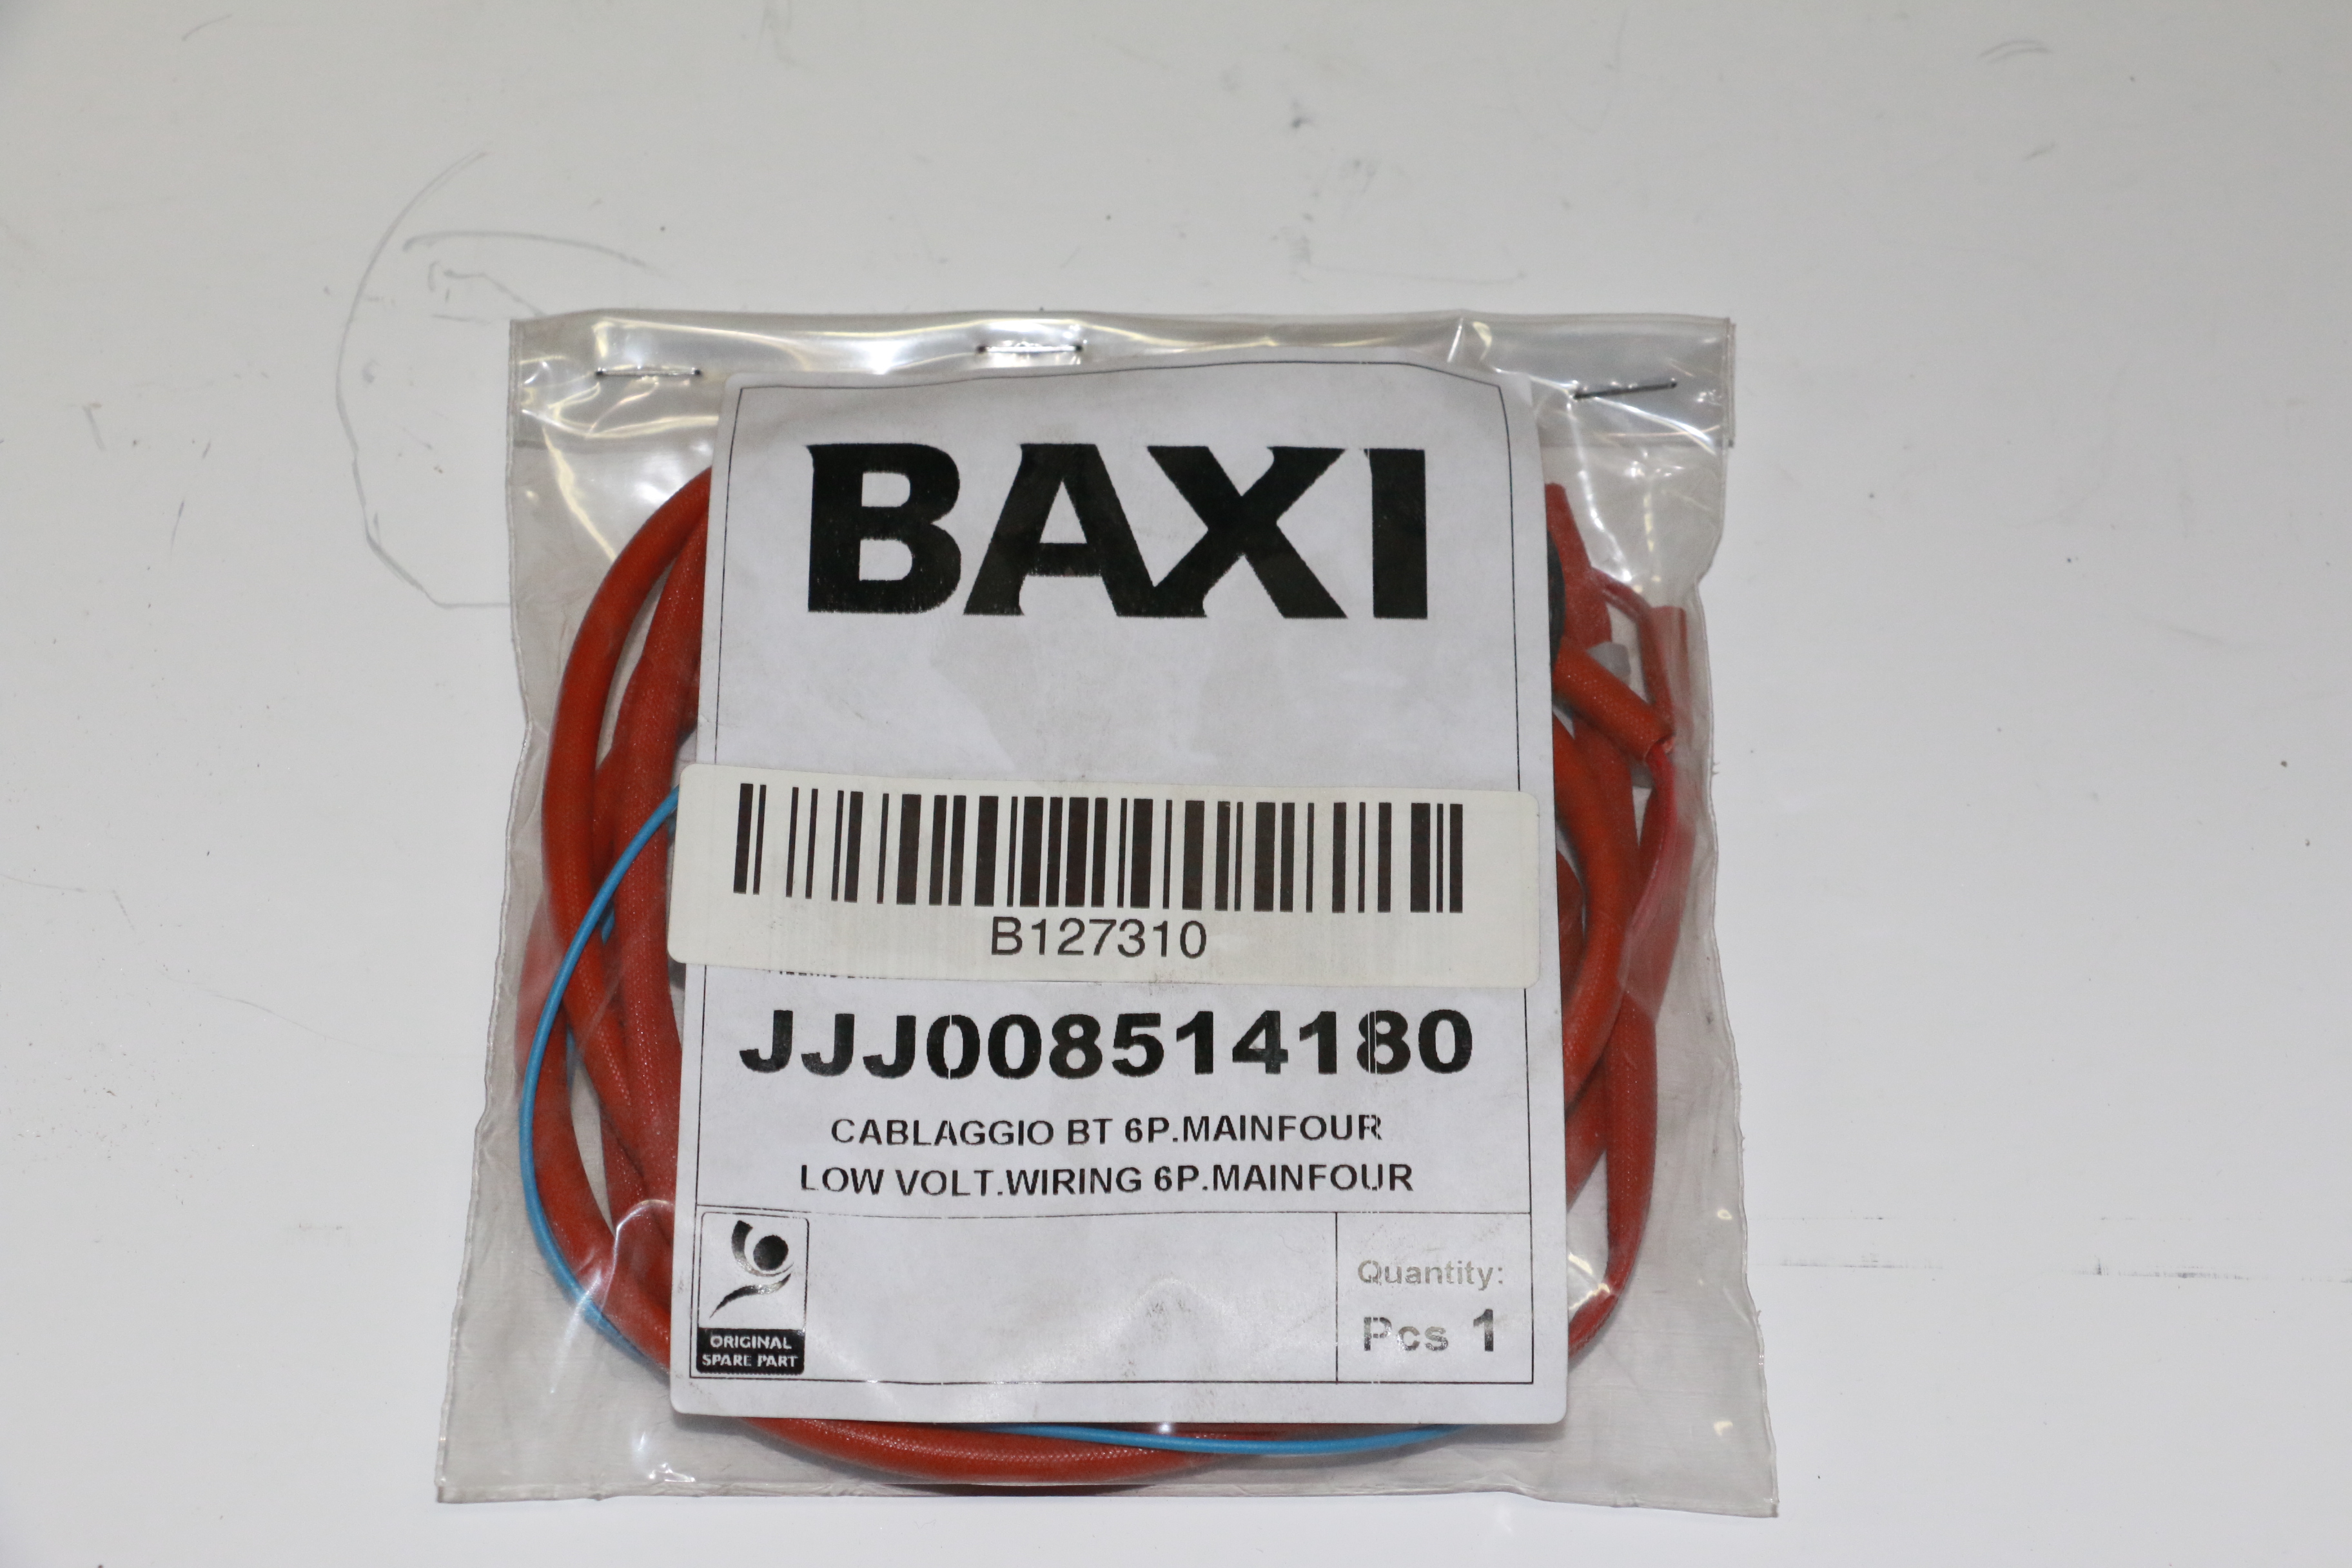 BAXI
B127310
JJJ008514180
CABLAGGIO BT 6P.MAINFOUR
LOW VOLT.WIRING 6P.MAINFOUR
ORIGINAL
SPARE PART
Quantity:
Pcs 1